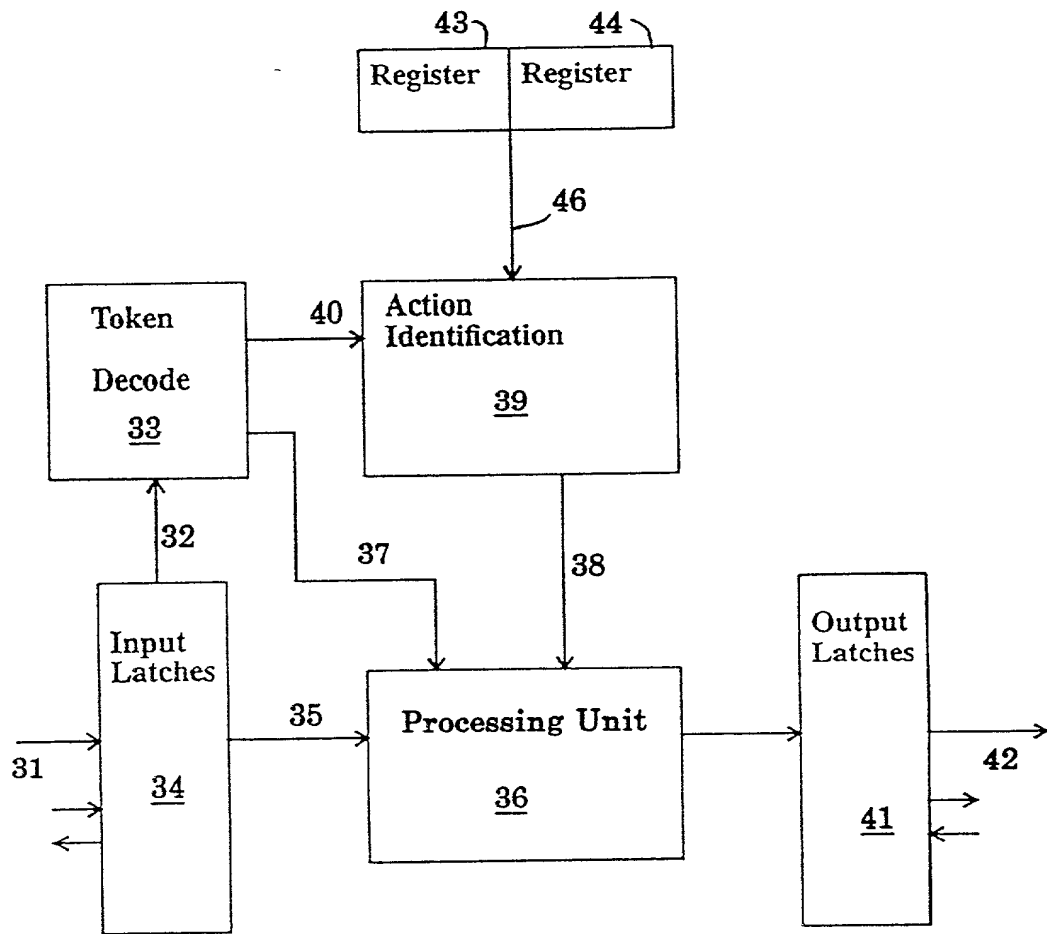 43
44
Register
Register
46
Token
Decode
33
40
Action
Identification
39
32
37
38
Input
Latches
34
31
35
Processing Unit
36
Output
Latches
41
42